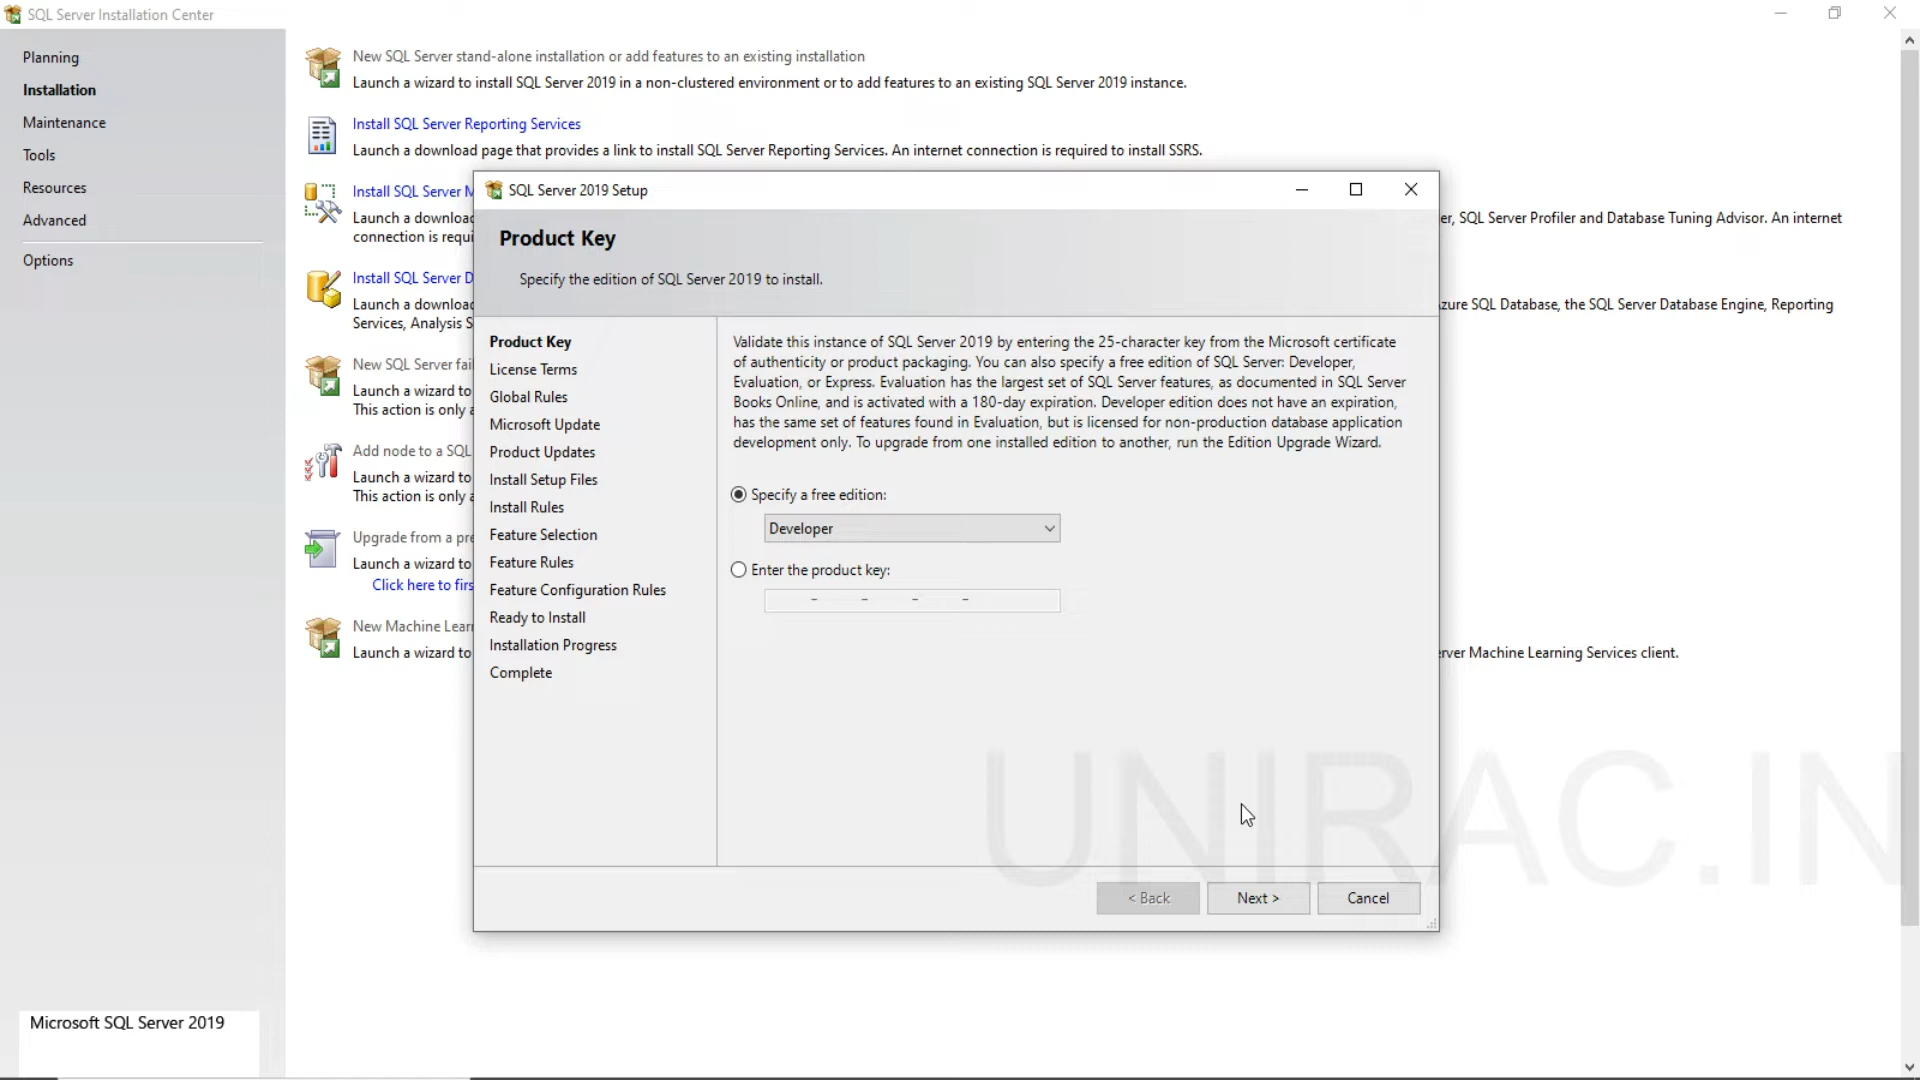 SQL Server Installation Center
Planning
Installation
Maintenance
Tools
Resources
Advanced
Options
Microsoft SQL Server 2019
New SQL Server stand-alone installation or add features to an existing installation
Launch a wizard to install SQL Server 2019 in a non-clustered environment or to add features to an existing SQL Server 2019 instance.
Install SQL Server Reporting Services
Launch a download page that provides a link to install SQL Server Reporting Services. An internet connection is required to install SSRS.
Install SQL Server
Launch a
SQL Server Profiler and Database Tuning Advisor. An internet
connection is
Install SQL Server
Launch a
SQL Database, the SQL Server Database Engine, Reporting
Services, Analysis
New SQL Server
Launch a wizard to
This action is only
Add node to a SQL
Launch a wizard to
This action is only
Upgrade from a
Launch a wizard to
Click here to
New Machine
Launch a wizard to
Machine Learning Services client.
SQL Server 2019 Setup
Product Key
Specify the edition of SQL Server 2019 to install.
Product Key
License Terms
Global Rules
Microsoft Update
Product Updates
Install Setup Files
Install Rules
Feature Selection
Feature Rules
Feature Configuration Rules
Ready to Install
Installation Progress
Complete
Validate this instance of SQL Server 2019 by entering the 25-character key from the Microsoft certificate
of authenticity or product packaging. You can also specify a free edition of SQL Server: Developer,
Evaluation, or Express. Evaluation has the largest set of SQL Server features, as documented in SQL Server
Books Online, and is activated with a 180-day expiration. Developer edition does not have an expiration,
has the same set of features found in Evaluation, but is licensed for non-production database application
development only. To upgrade from one installed edition to another, run the Edition Upgrade Wizard.
Specify a free edition:
Developer
Enter the product key:
- - - -
< Back
Next >
Cancel
UNIRAC.IN